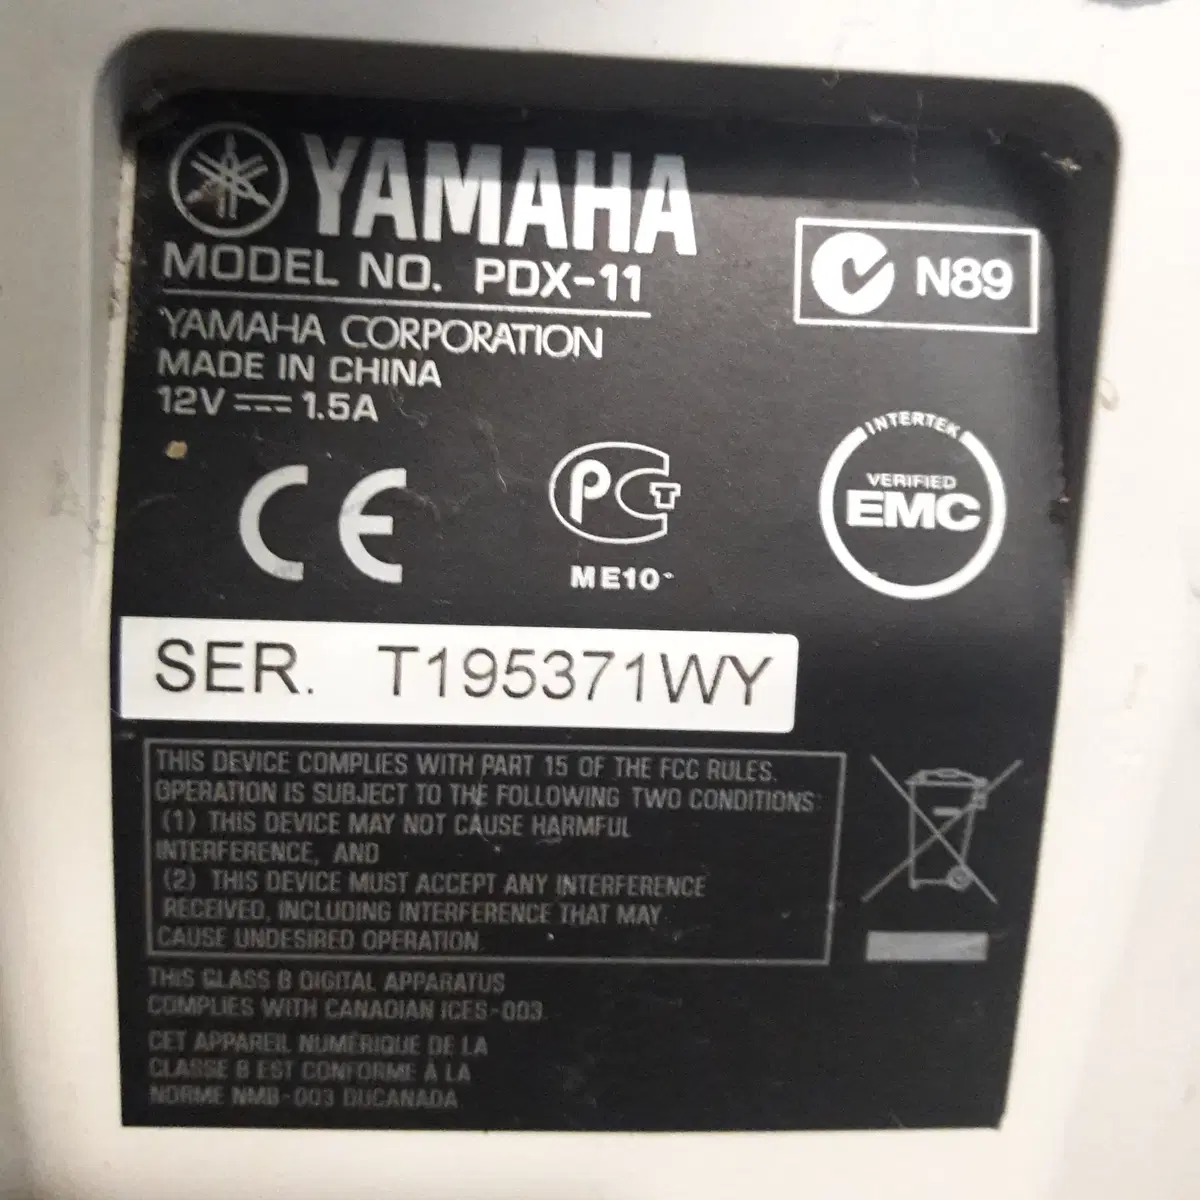 YAMAHA
MODEL NO. PDX-11
N89
YAMAHA CORPORATION
MADE IN CHINA
12V 1.5A
INTERTEK
VERIFIED
EMC
CE
PCT
ME10
SER. T195371WY
THIS DEVICE COMPLIES WITH PART 15 OF THE FCC RULES.
OPERATION IS SUBJECT TO THE FOLLOWING TWO CONDITIONS:
(1) THIS DEVICE MAY NOT CAUSE HARMFUL
INTERFERENCE, AND
(2) THIS DEVICE MUST ACCEPT ANY INTERFERENCE
RECEIVED, INCLUDING INTERFERENCE THAT MAY
CAUSE UNDESIRED OPERATION.
THIS CLASS B DIGITAL APPARATUS
COMPLIES WITH CANADIAN ICES-003.
CET APPAREIL NUMÉRIQUE DE LA
CLASSE B EST CONFORME À LA
NORME NMB-003 DUCANADA